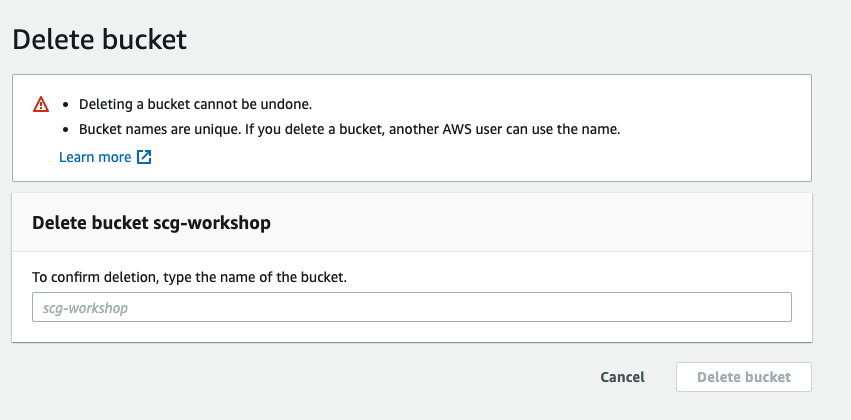 Delete bucket
• Deleting a bucket cannot be undone.
• Bucket names are unique. If you delete a bucket, another AWS user can use the name.
Learn more
Delete bucket scg-workshop
To confirm deletion, type the name of the bucket.
scg-workshop
Cancel Delete bucket